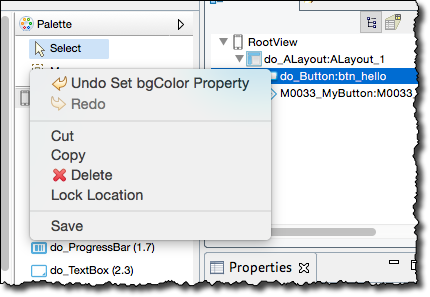 Palette
Select
Undo Set bgColor Property
Redo
Cut
Copy
Delete
Lock Location
Save
do_ProgressBar (1.7)
do_TextBox (2.3)
RootView
do_ALayout:ALayout_1
do_Button:btn_hello
M0033_MyButton:M0033
Properties